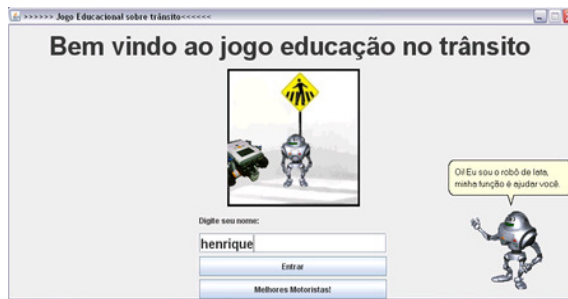 >>>>>> Jogo Educacional sobre trânsito<<<<<<
Bem vindo ao jogo educação no trânsito
Oi! Eu sou o robô de lata,
minha função é ajudar você.
Digite seu nome:
henrique
Entrar
Melhores Motoristas!